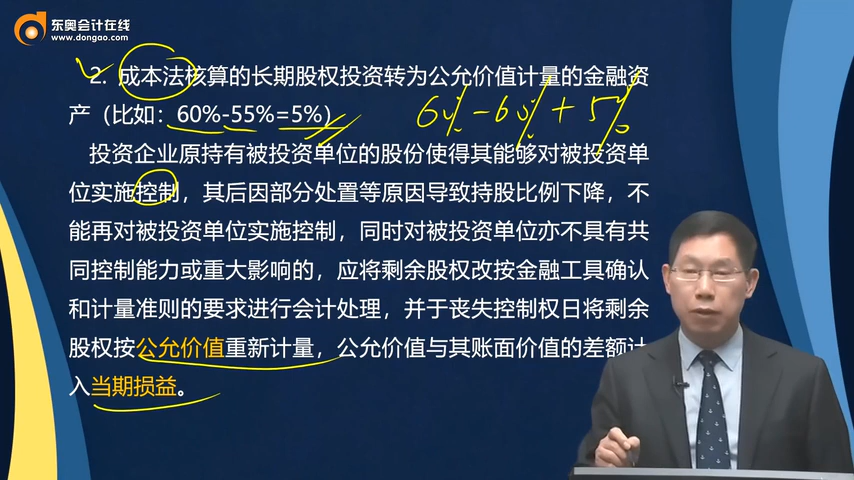 东奥会计在线
www.dongao.com
2. 成本法核算的长期股权投资转为公允价值计量的金融资
产（比如：60%-55%=5%）
60% - 60% + 5%
投资企业原持有被投资单位的股份使得其能够对被投资单
位实施控制，其后因部分处置等原因导致持股比例下降，不
能再对被投资单位实施控制，同时对被投资单位亦不具有共
同控制能力或重大影响的，应将剩余股权改按金融工具确认
和计量准则的要求进行会计处理，并于丧失控制权日将剩余
股权按公允价值重新计量，公允价值与其账面价值的差额计
入当期损益。